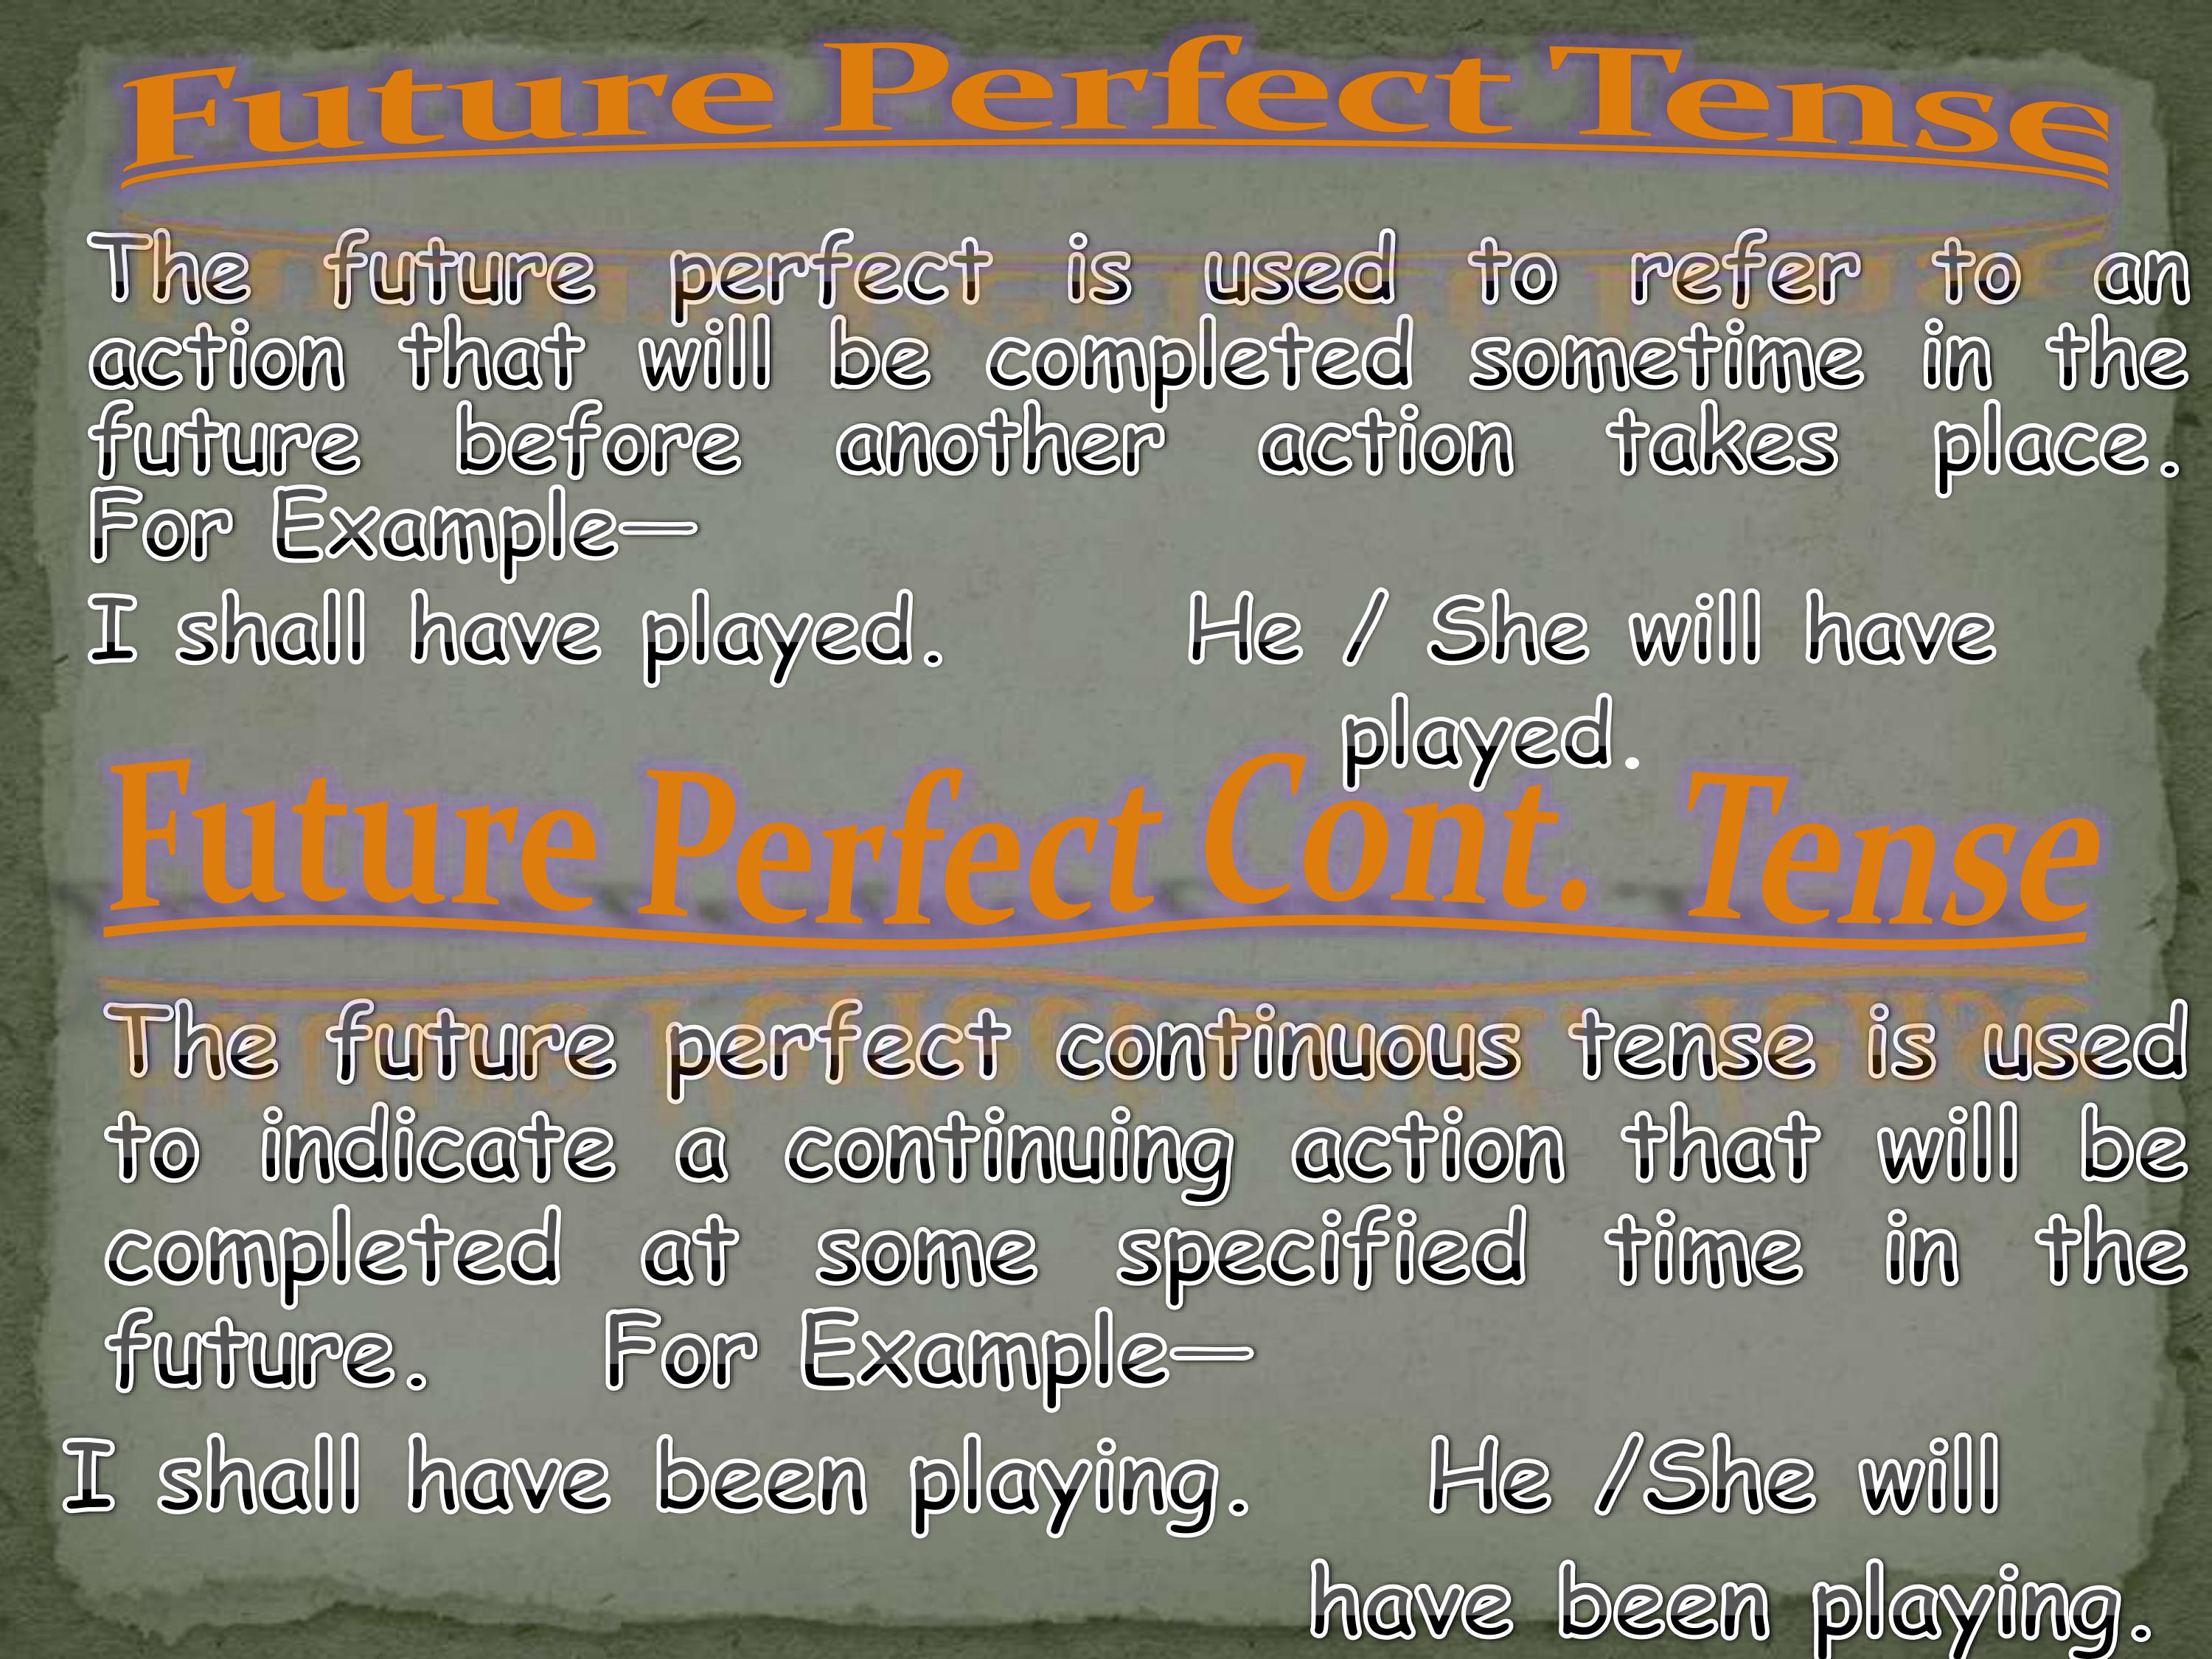 Future Perfect Tense
The future perfect is used to refer to an
action that will be completed sometime in the
future before another action takes place.
For Example—
I shall have played. He / She will have
played.
Future Perfect Cont. Tense
The future perfect continuous tense is used
to indicate a continuing action that will be
completed at some specified time in the
future. For Example—
I shall have been playing. He /She will
have been playing.